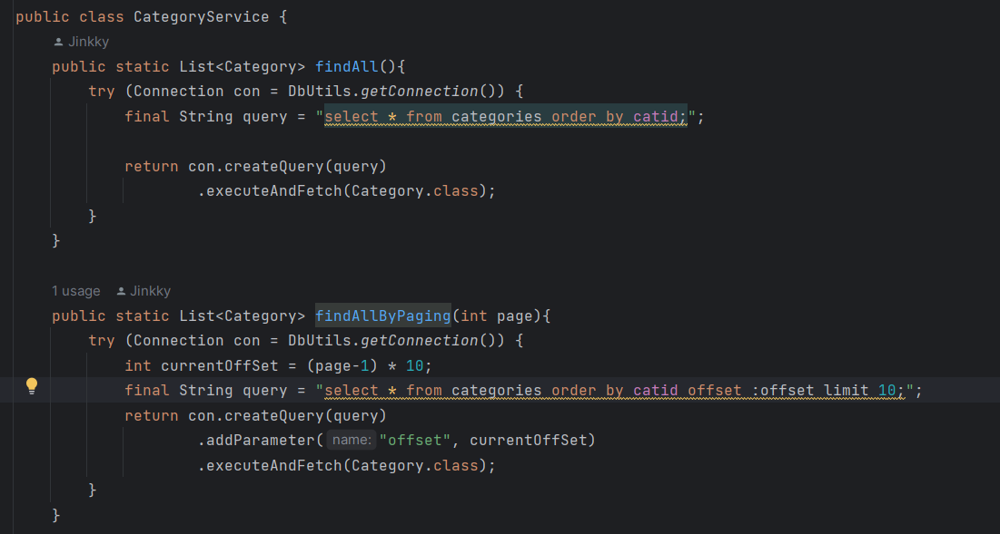 public class CategoryService {
Jinkky
public static List<Category> findAll(){
try (Connection con = DbUtils.getConnection()) {
final String query = "select * from categories order by catid;";
return con.createQuery(query)
.executeAndFetch(Category.class);
}
}
1 usage Jinkky
public static List<Category> findAllByPaging(int page){
try (Connection con = DbUtils.getConnection()) {
int currentOffSet = (page-1) * 10;
final String query = "select * from categories order by catid offset :offset limit 10;";
return con.createQuery(query)
.addParameter( name: "offset", currentOffSet)
.executeAndFetch(Category.class);
}
}